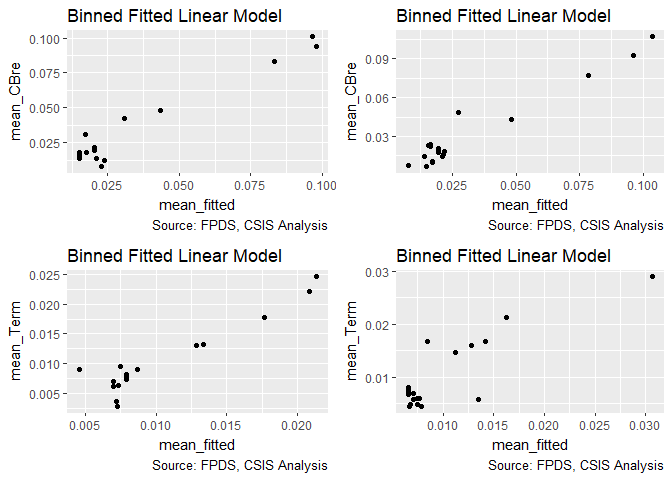 Binned Fitted Linear Model
mean_CBre
0.100
0.075
0.050
0.025
0.025 0.050 0.075 0.100
mean_fitted
Source: FPDS, CSIS Analysis
Binned Fitted Linear Model
mean_CBre
0.09
0.06
0.03
0.025 0.050 0.075 0.100
mean_fitted
Source: FPDS, CSIS Analysis
Binned Fitted Linear Model
mean_Term
0.025
0.020
0.015
0.010
0.005
0.005 0.010 0.015 0.020
mean_fitted
Source: FPDS, CSIS Analysis
Binned Fitted Linear Model
mean_Term
0.03
0.02
0.01
0.010 0.015 0.020 0.025 0.030
mean_fitted
Source: FPDS, CSIS Analysis